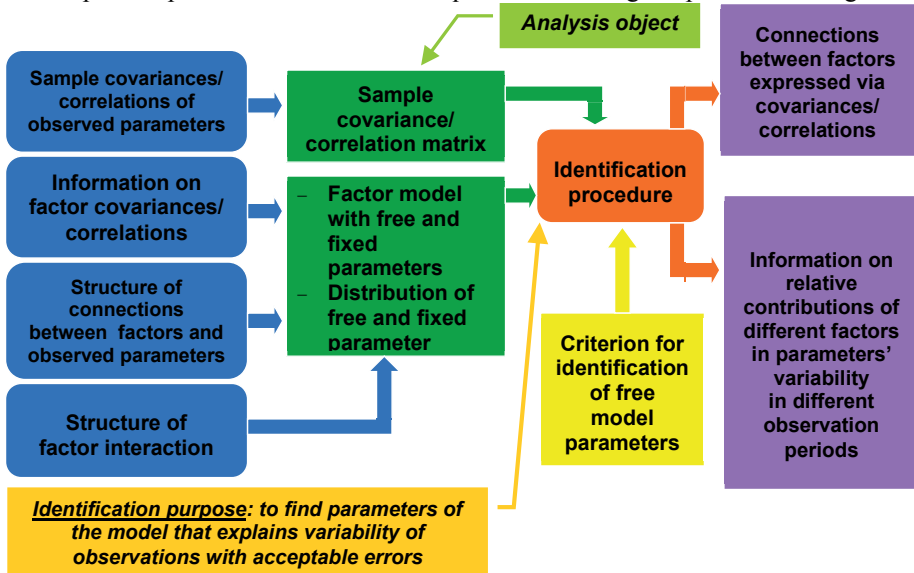 Analysis object
Sample covariances/
correlations of
observed parameters
Information on
factor covariances/
correlations
Structure of
connections
between factors and
observed parameters
Structure of
factor interaction
Sample
covariance/
correlation matrix
– Factor model
with free and
fixed
parameters
– Distribution of
free and fixed
parameter
Identification
procedure
Criterion for
identification
of free
model
parameters
Connections
between factors
expressed via
covariances/
correlations
Information on
relative
contributions of
different factors
in parameters'
variability
in different
observation
periods
Identification purpose: to find parameters of
the model that explains variability of
observations with acceptable errors